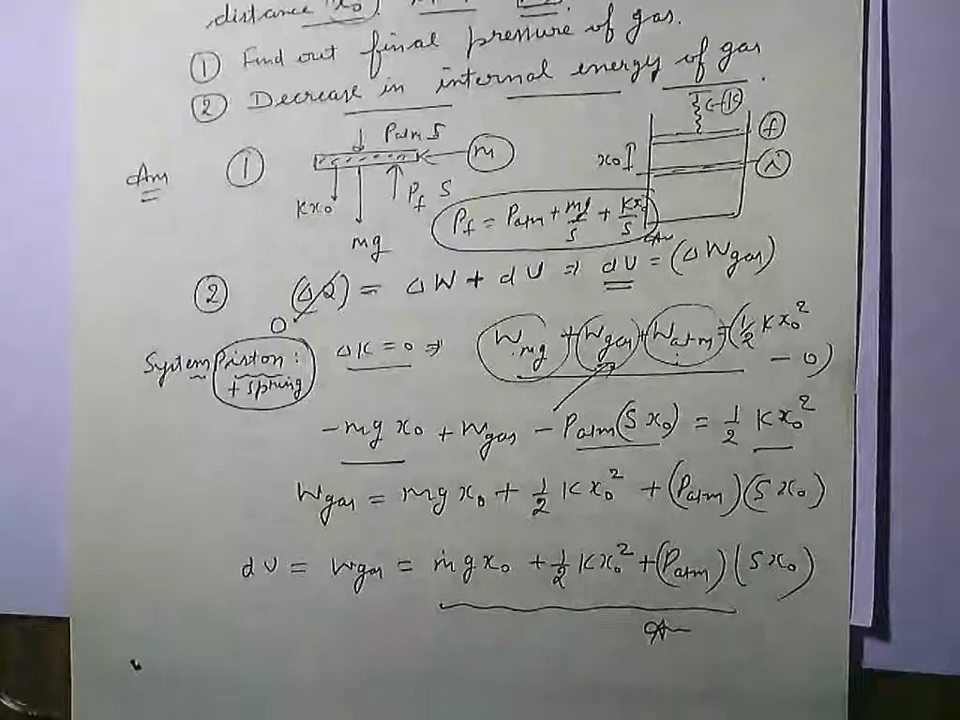 distance (x₀).
① Find out final pressure of gas.
② Decrease in internal energy of gas.
Ans ①
Patm S
m
Kx₀
P_f S
mg
P_f = Patm + mg/S + Kx₀/S
K
x₀
f
② (ΔQ) = ΔW + dU ⇒ dU = (ΔWgas)
0
System Piston: ΔK = 0 ⇒ Wmg + Wgas + Watm = (½ Kx₀²
+ spring
- 0)
-mg x₀ + Wgas - Patm(S x₀) = ½ Kx₀²
Wgas = mg x₀ + ½ Kx₀² + (Patm)(S x₀)
dU = Wgas = mg x₀ + ½ Kx₀² + (Patm)(S x₀)